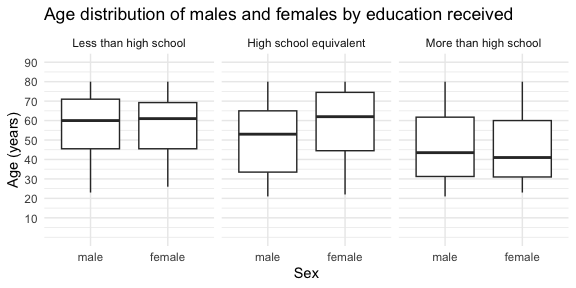 Age distribution of males and females by education received
Less than high school
High school equivalent
More than high school
90
80
70
60
50
40
30
20
10
Age (years)
male
female
male
female
male
female
Sex